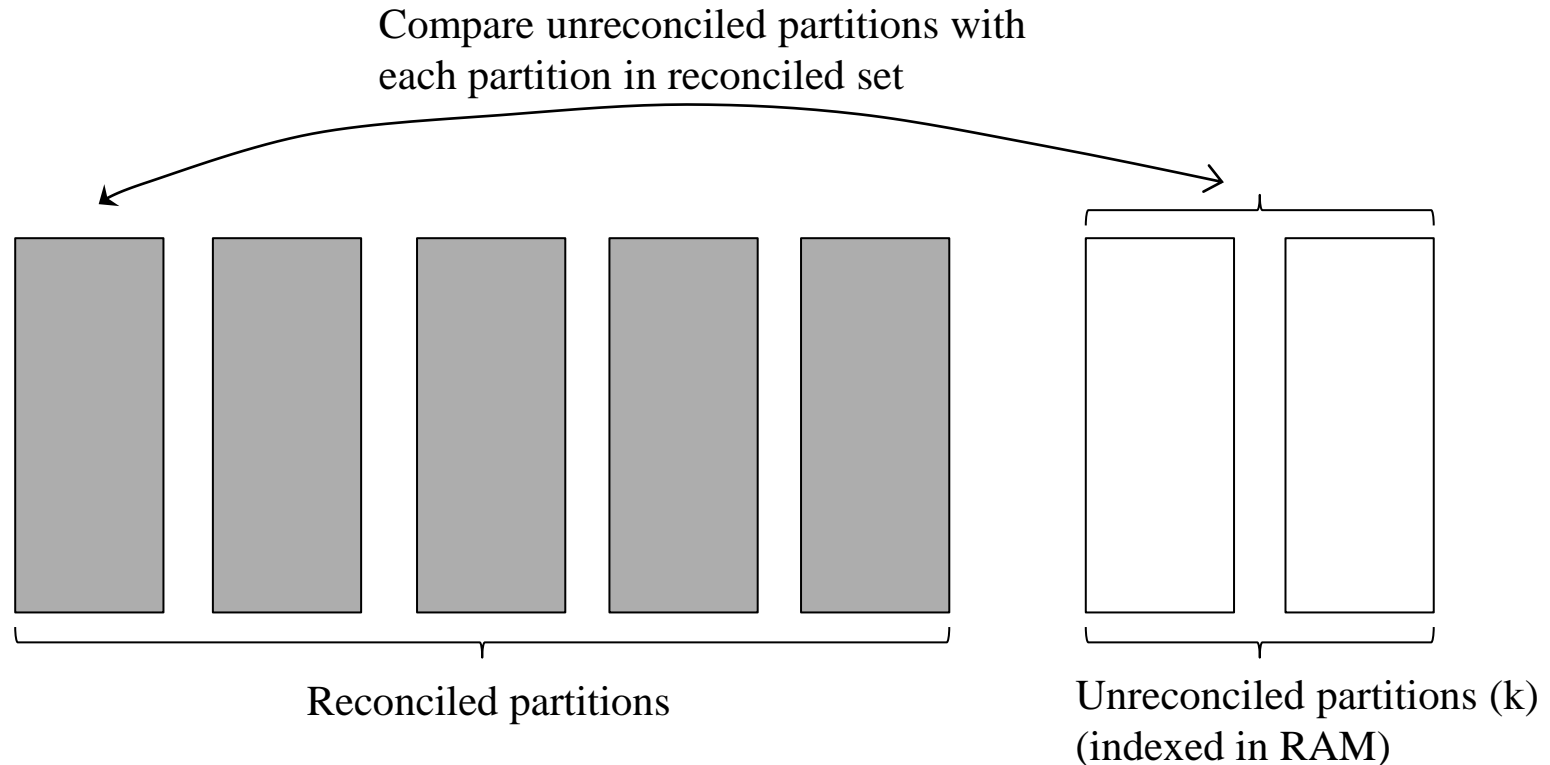 Compare unreconciled partitions with
each partition in reconciled set
Reconciled partitions
Unreconciled partitions (k)
(indexed in RAM)